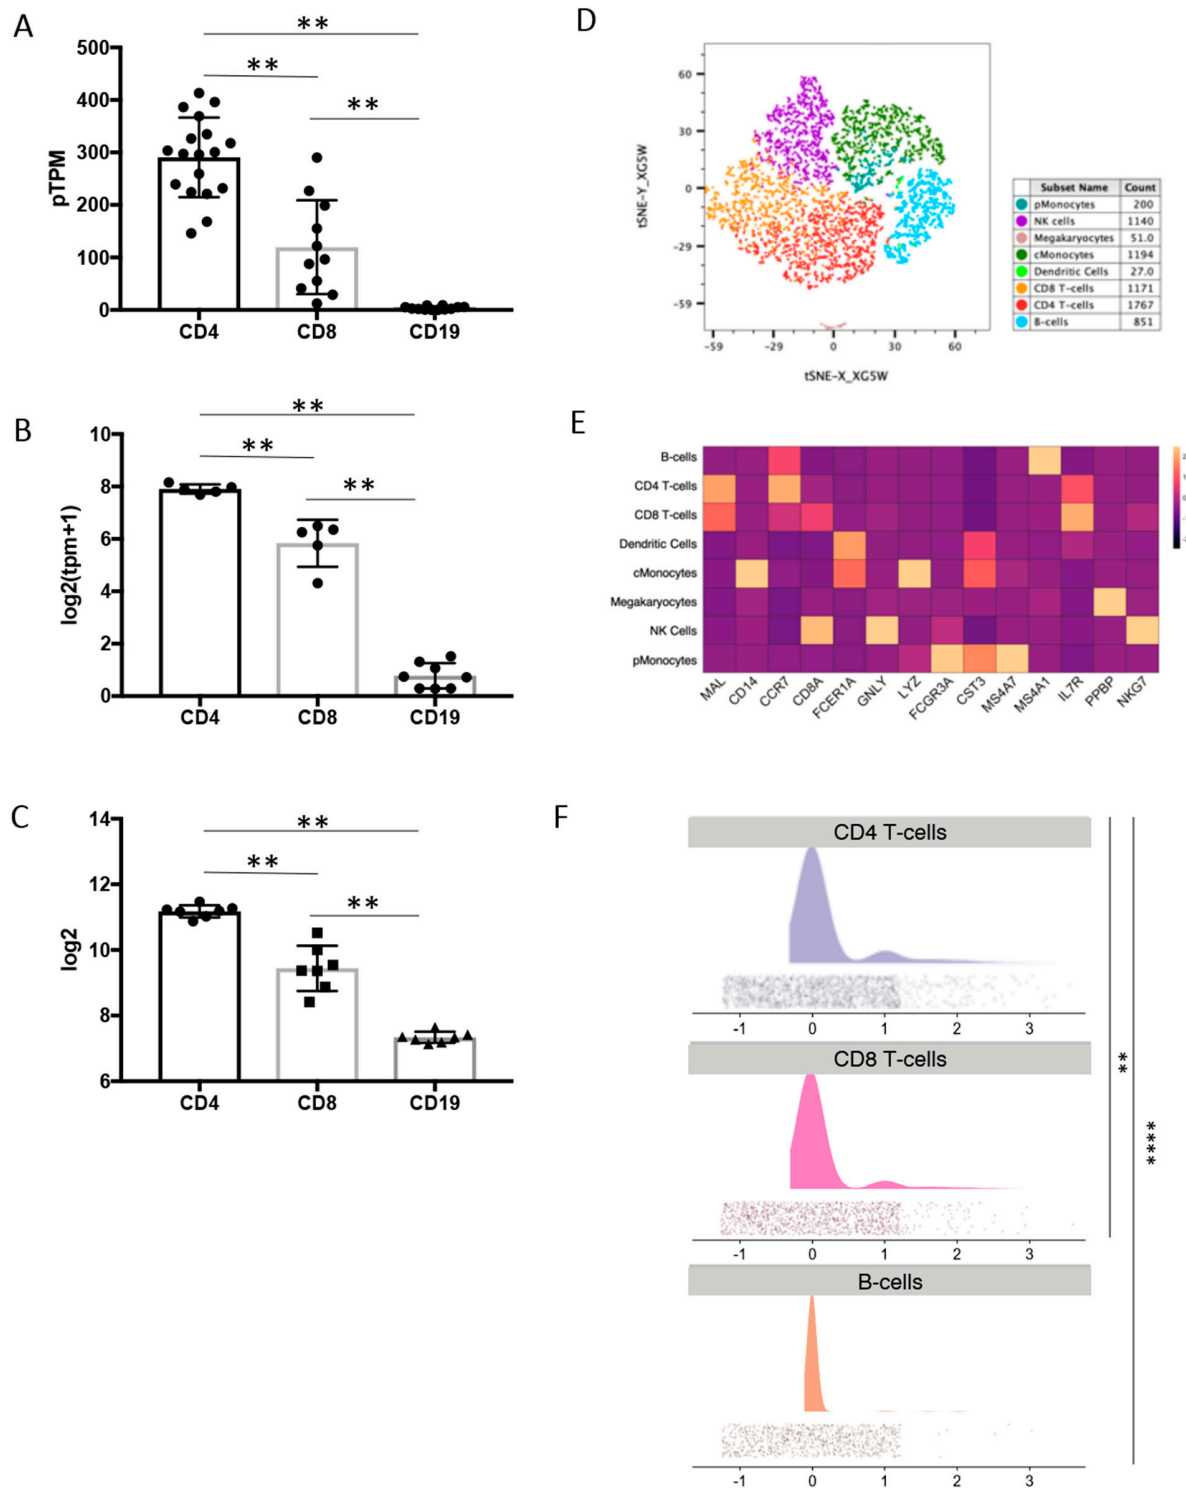 A
**
**
**
pTPM
500
400
300
200
100
0
CD4 CD8 CD19
B
**
**
**
log2(tpm+1)
10
8
6
4
2
0
CD4 CD8 CD19
C
**
**
**
log2
14
12
10
8
6
CD4 CD8 CD19
D
tSNE-Y_XG5W
60
30
0
-29
-59
-59 -29 0 30 60
tSNE-X_XG5W
Subset Name Count
pMonocytes 200
NK cells 1140
Megakaryocytes 51.0
cMonocytes 1194
Dendritic Cells 27.0
CD8 T-cells 1171
CD4 T-cells 1767
B-cells 851
E
B-cells
CD4 T-cells
CD8 T-cells
Dendritic Cells
cMonocytes
Megakaryocytes
NK Cells
pMonocytes
MAL CD14 CCR7 CD8A FCER1A GNLY LYZ FCGR3A CST3 MS4A7 MS4A1 IL7R PPBP NKG7
F
CD4 T-cells
-1 0 1 2 3
CD8 T-cells
-1 0 1 2 3
B-cells
-1 0 1 2 3
**
****